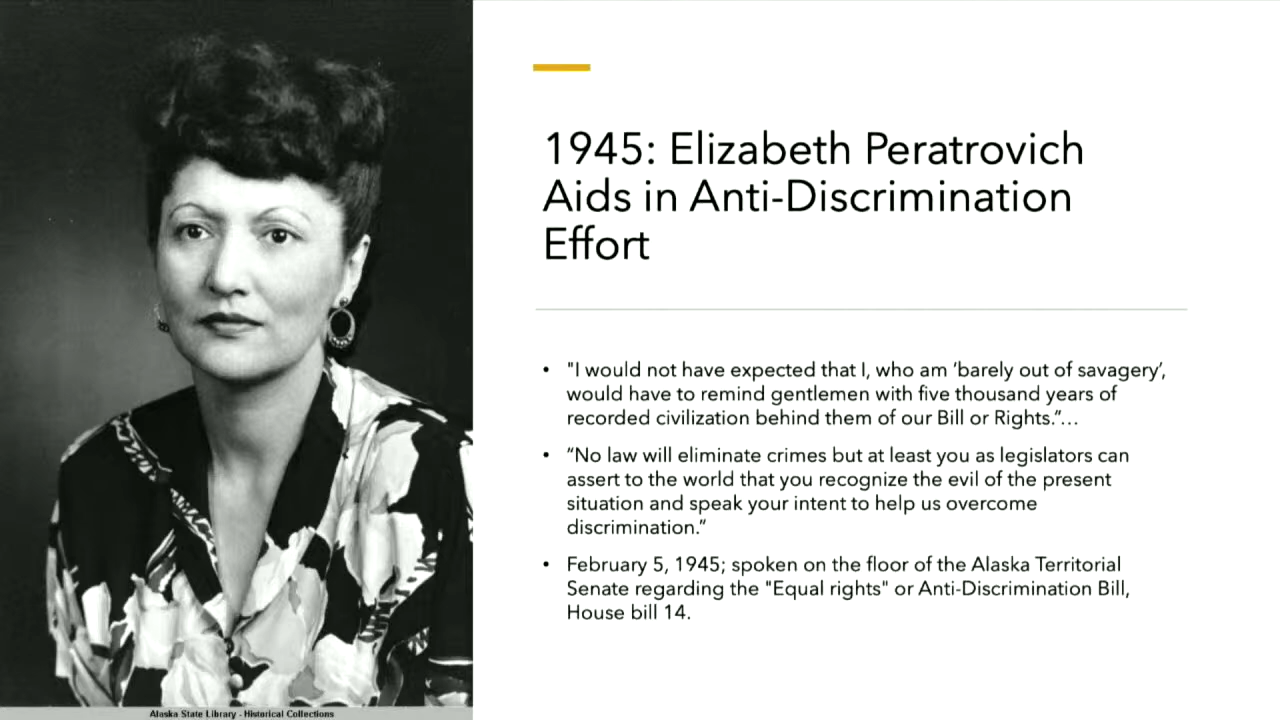 1945: Elizabeth Peratrovich
Aids in Anti-Discrimination
Effort
• "I would not have expected that I, who am ‘barely out of savagery’,
would have to remind gentlemen with five thousand years of
recorded civilization behind them of our Bill or Rights.”...
• “No law will eliminate crimes but at least you as legislators can
assert to the world that you recognize the evil of the present
situation and speak your intent to help us overcome
discrimination.”
• February 5, 1945; spoken on the floor of the Alaska Territorial
Senate regarding the "Equal rights" or Anti-Discrimination Bill,
House bill 14.
Alaska State Library - Historical Collections